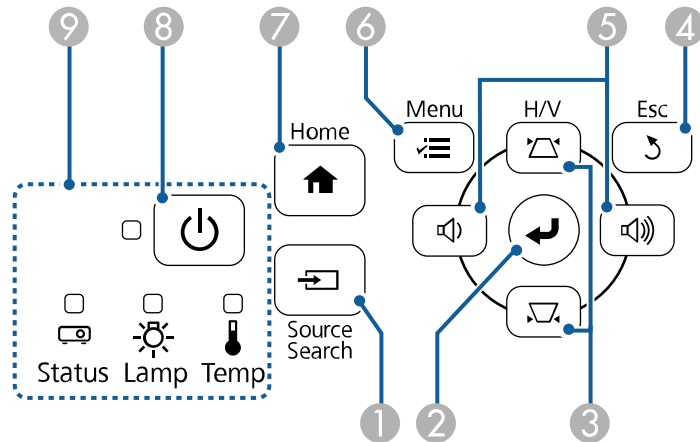 9
8
7
6
5
4
Menu
H/V
Esc
Home
Source
Search
Status
Lamp
Temp
1
2
3